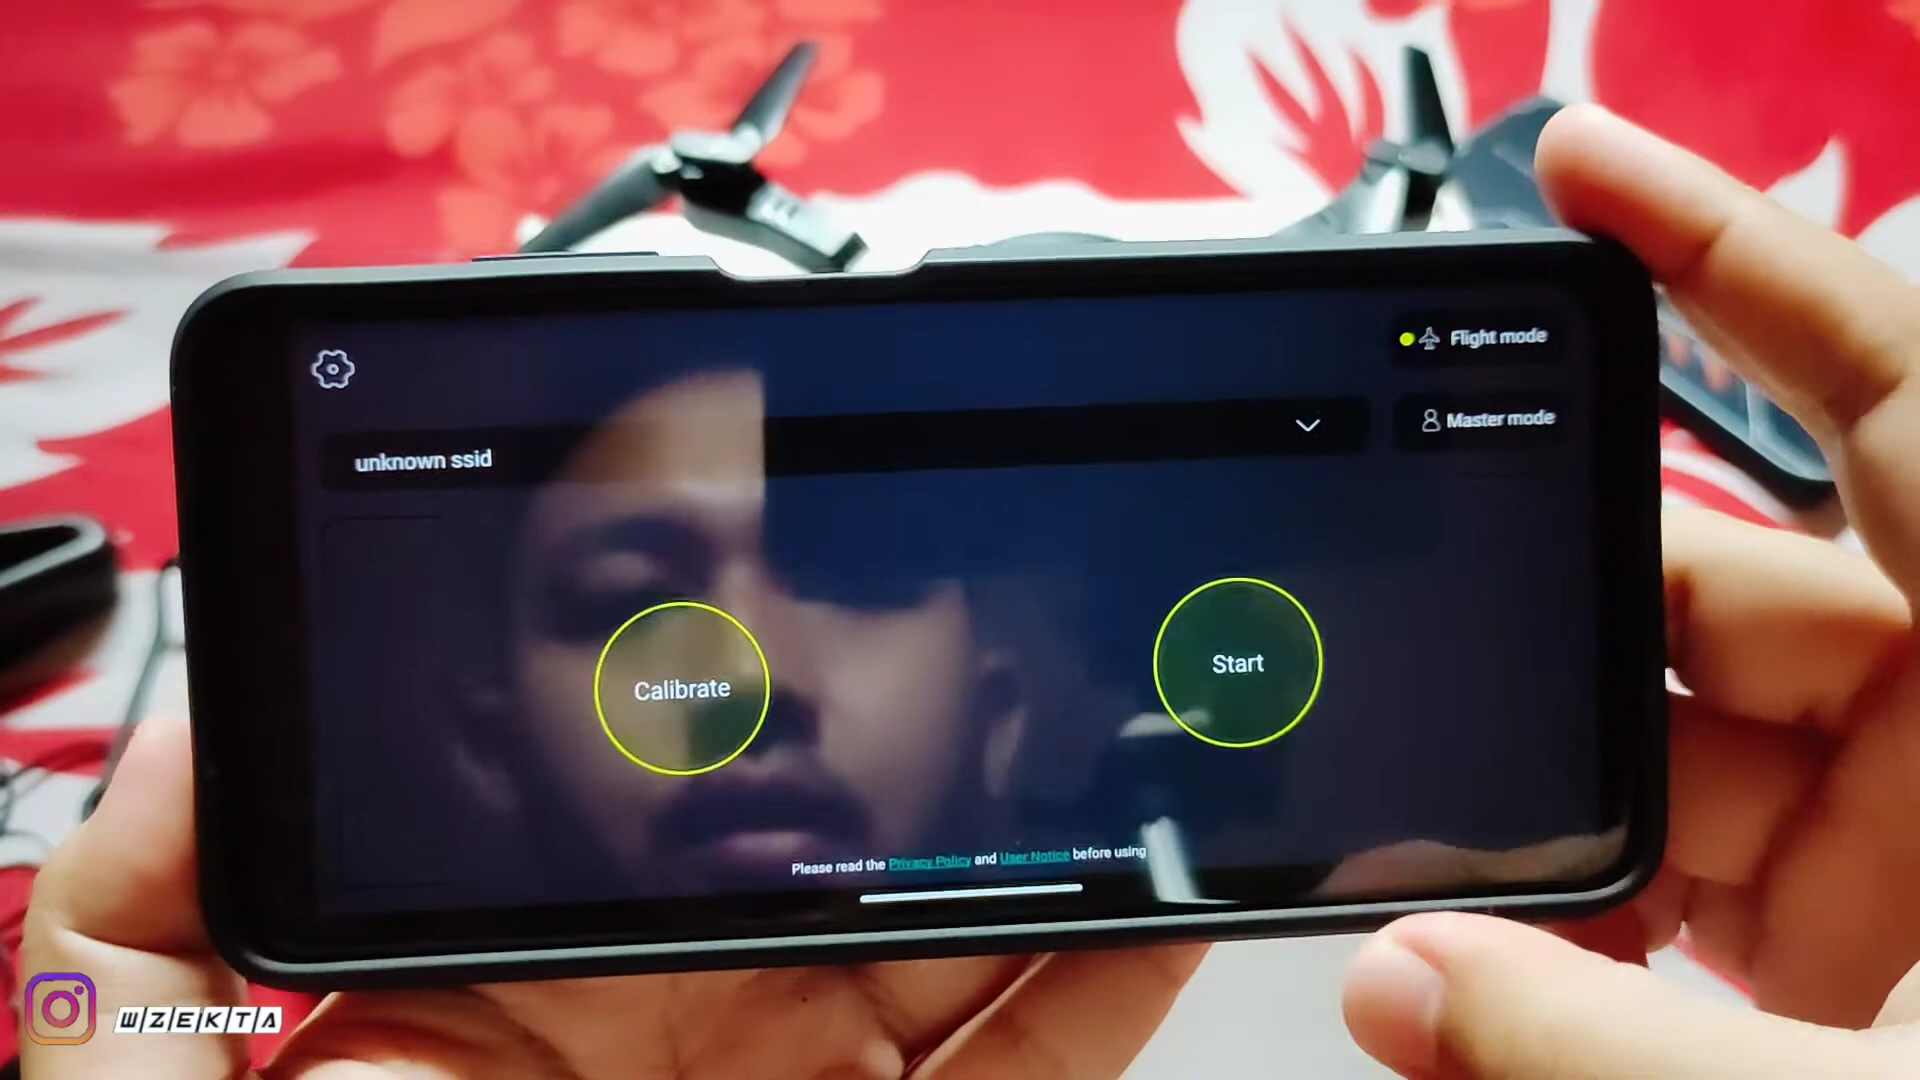 Flight mode
Master mode
unknown ssid
Calibrate
Start
Please read the Privacy Policy and User Notice before using
WZEKTA